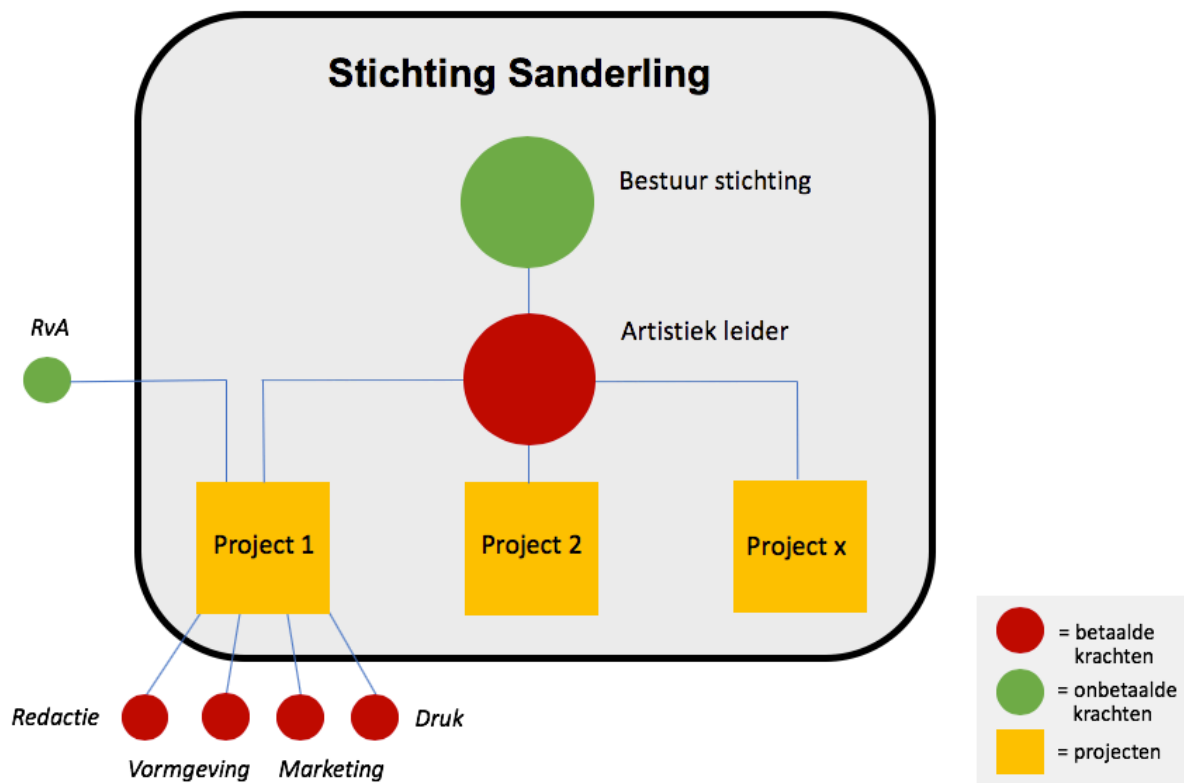 Stichting Sanderling
Bestuur stichting
RvA
Artistiek leider
Project 1
Project 2
Project x
Redactie
Druk
Vormgeving
Marketing
= betaalde
krachten
= onbetaalde
krachten
= projecten